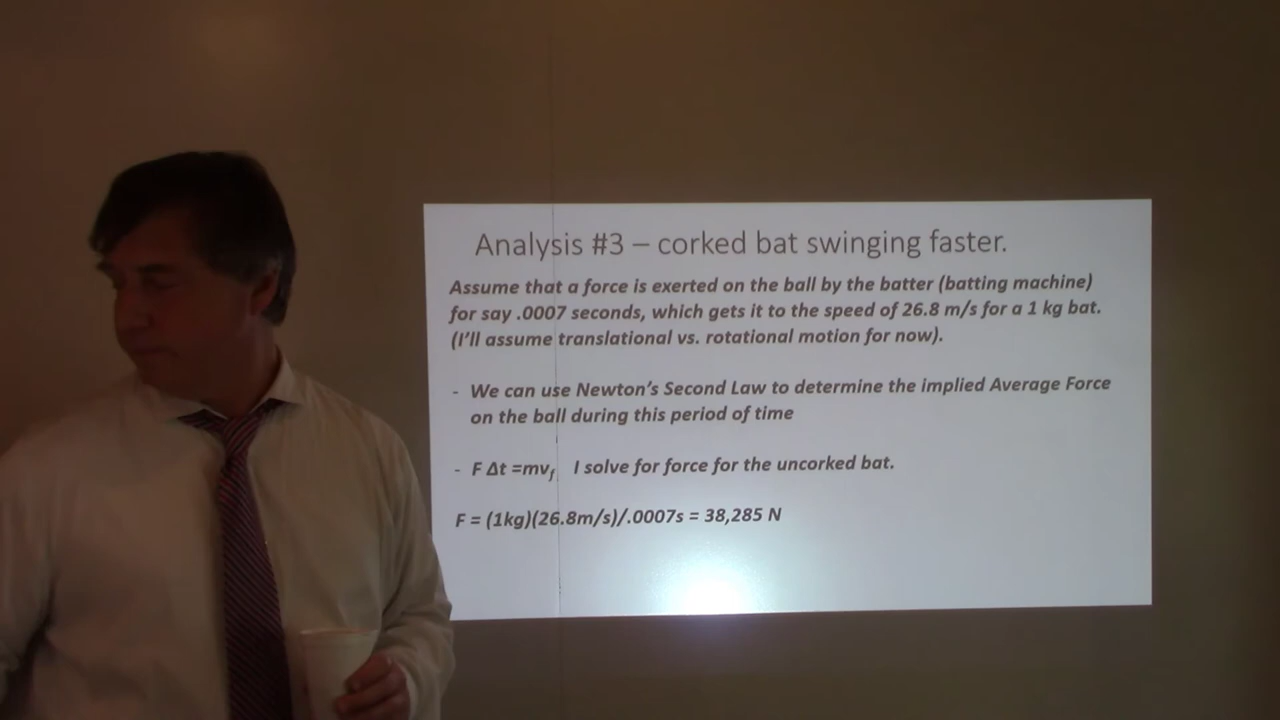 Analysis #3 – corked bat swinging faster.
Assume that a force is exerted on the ball by the batter (batting machine)
for say .0007 seconds, which gets it to the speed of 26.8 m/s for a 1 kg bat.
(I'll assume translational vs. rotational motion for now).
- We can use Newton's Second Law to determine the implied Average Force
on the ball during this period of time
- F Δt =mvf I solve for force for the uncorked bat.
F = (1kg)(26.8m/s)/.0007s = 38,285 N